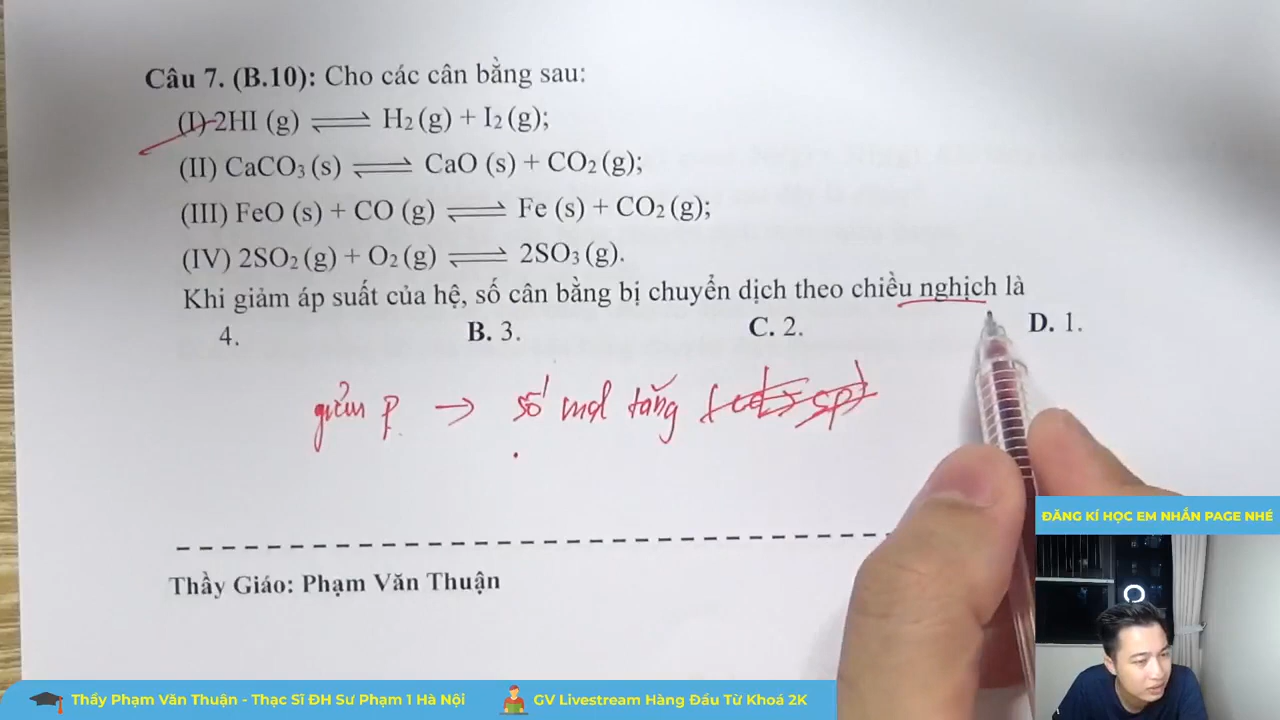 Câu 7. (B.10): Cho các cân bằng sau:
(I) 2HI (g) ⇌ H₂ (g) + I₂ (g);
(II) CaCO₃ (s) ⇌ CaO (s) + CO₂ (g);
(III) FeO (s) + CO (g) ⇌ Fe (s) + CO₂ (g);
(IV) 2SO₂ (g) + O₂ (g) ⇌ 2SO₃ (g).
Khi giảm áp suất của hệ, số cân bằng bị chuyển dịch theo chiều nghịch là
4. B. 3. C. 2. D. 1.
giảm P → số mol tăng
Thầy Giáo: Phạm Văn Thuận
ĐĂNG KÍ HỌC EM NHẮN PAGE NHÉ
Thầy Phạm Văn Thuận - Thạc Sĩ ĐH Sư Phạm 1 Hà Nội
GV Livestream Hàng Đầu Từ Khoá 2K